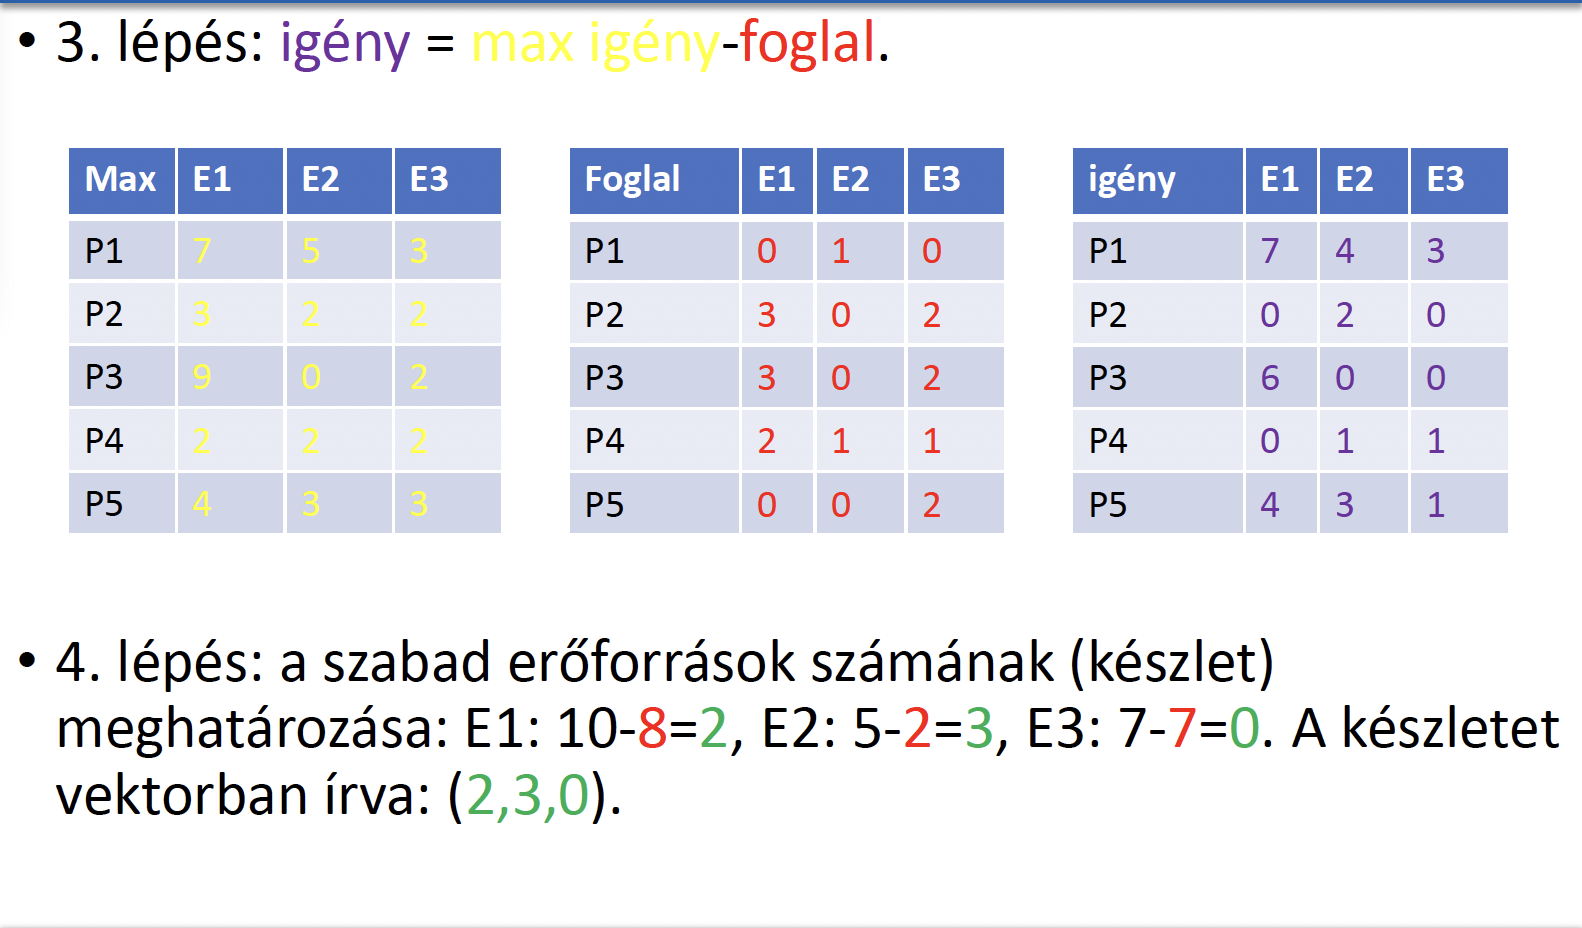 • 3. lépés: igény = max igény-foglal.
Max E1 E2 E3
P1 7 5 3
P2 3 2 2
P3 9 0 2
P4 2 2 2
P5 4 3 3
Foglal E1 E2 E3
P1 0 1 0
P2 3 0 2
P3 3 0 2
P4 2 1 1
P5 0 0 2
igény E1 E2 E3
P1 7 4 3
P2 0 2 0
P3 6 0 0
P4 0 1 1
P5 4 3 1
• 4. lépés: a szabad erőforrások számának (készlet)
meghatározása: E1: 10-8=2, E2: 5-2=3, E3: 7-7=0. A készletet
vektorban írva: (2,3,0).